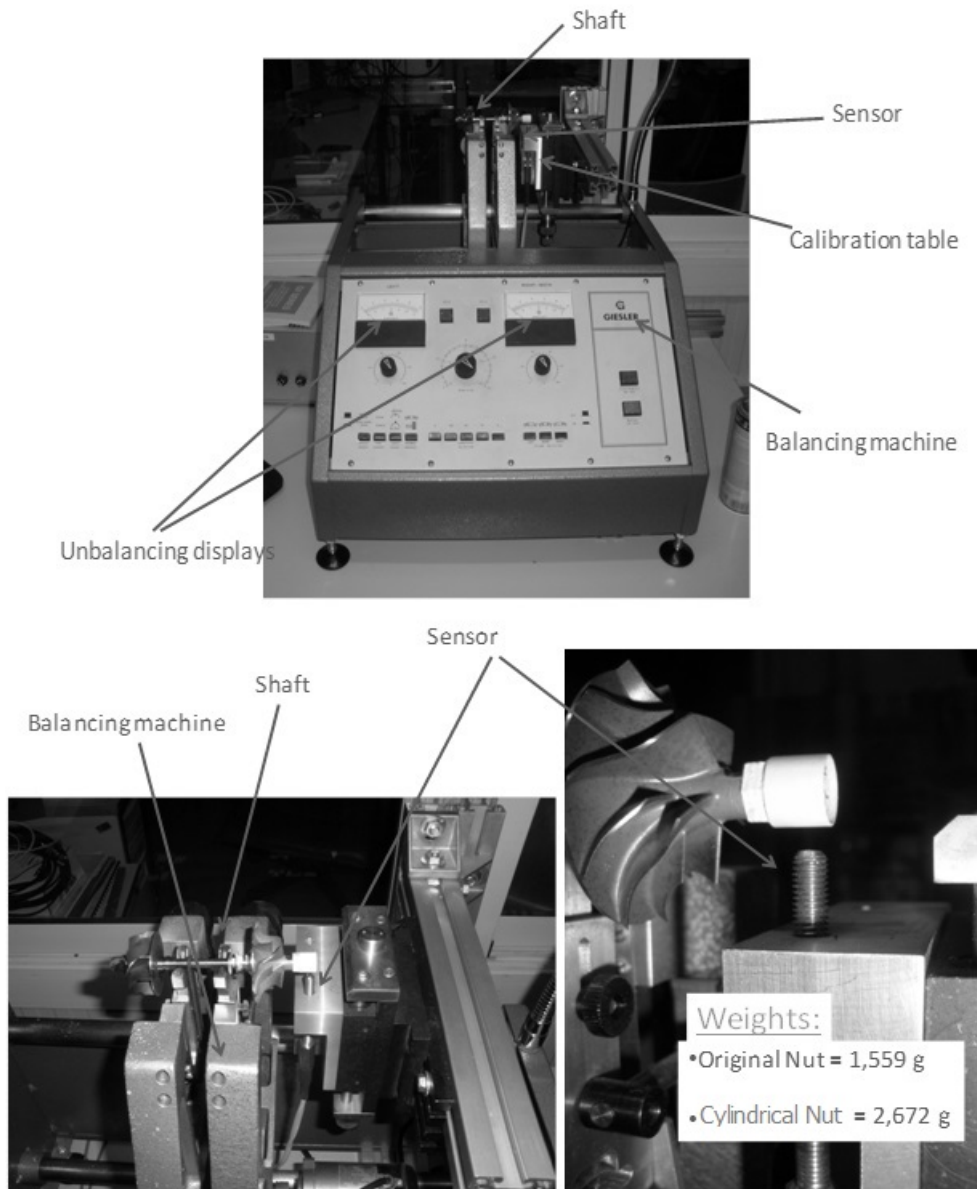 Shaft
Sensor
Calibration table
G
GIESLER
Balancing machine
Unbalancing displays
Sensor
Shaft
Balancing machine
Weights:
•Original Nut = 1,559 g
•Cylindrical Nut = 2,672 g